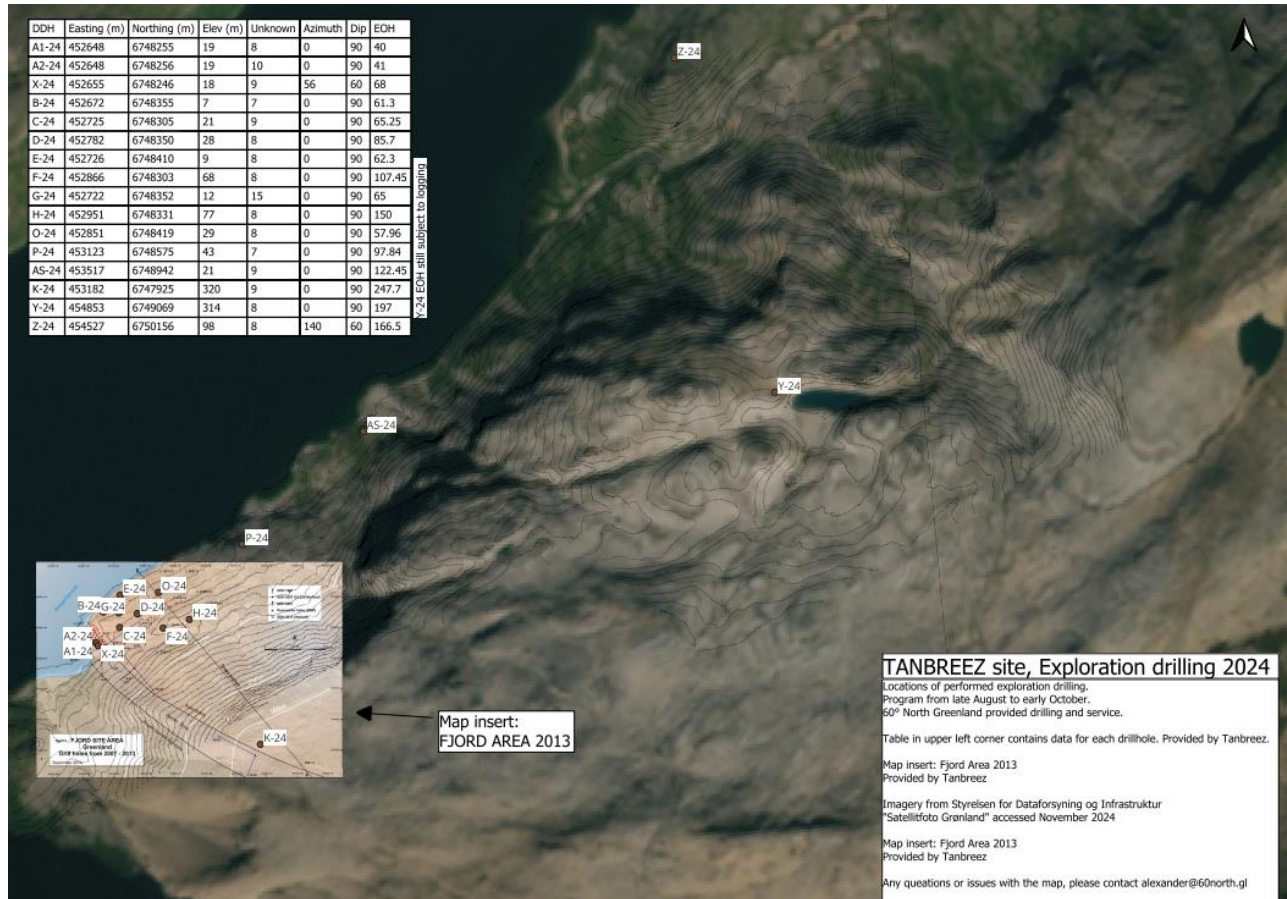 DDH Easting (m) Northing (m) Elev (m) Unknown Azimuth Dip EOH
A1-24 452648 6748255 19 8 0 90 40
A2-24 452648 6748256 19 10 0 90 41
X-24 452655 6748246 18 9 56 60 68
B-24 452672 6748355 7 7 0 90 61.3
C-24 452725 6748305 21 9 0 90 65.25
D-24 452782 6748350 28 8 0 90 85.7
E-24 452726 6748410 9 8 0 90 62.3
F-24 452866 6748303 68 8 0 90 107.45
G-24 452722 6748352 12 15 0 90 65
H-24 452951 6748331 77 8 0 90 150
O-24 452851 6748419 29 8 0 90 57.96
P-24 453123 6748575 43 7 0 90 97.84
AS-24 453517 6748942 21 9 0 90 122.45
K-24 453182 6747925 320 9 0 90 247.7
Y-24 454853 6749069 314 8 0 90 197
Z-24 454527 6750156 98 8 140 60 166.5
Y-24 EOH still subject to logging
Z-24
Y-24
AS-24
P-24
E-24
O-24
B-24
G-24
D-24
H-24
C-24
F-24
A2-24
A1-24
X-24
K-24
FJORD SITE AREA
Greenland
Drill holes from 2007 - 2013
Map insert:
FJORD AREA 2013
TANBREEZ site, Exploration drilling 2024
Locations of performed exploration drilling.
Program from late August to early October.
60° North Greenland provided drilling and service.
Table in upper left corner contains data for each drillhole. Provided by Tanbreez.
Map insert: Fjord Area 2013
Provided by Tanbreez
Imagery from Styrelsen for Dataforsyning og Infrastruktur
"Satellitfoto Grønland" accessed November 2024
Map insert: Fjord Area 2013
Provided by Tanbreez
Any queations or issues with the map, please contact alexander@60north.gl